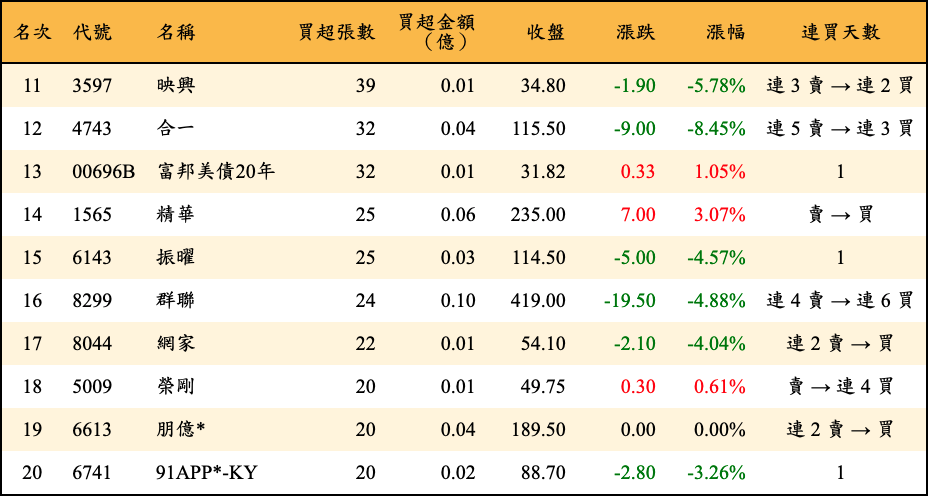 名次 代號 名稱 買超張數 買超金額（億） 收盤 漲跌 漲幅 連買天數
11 3597 映興 39 0.01 34.80 -1.90 -5.78% 連 3 賣 → 連 2 買
12 4743 合一 32 0.04 115.50 -9.00 -8.45% 連 5 賣 → 連 3 買
13 00696B 富邦美債20年 32 0.01 31.82 0.33 1.05% 1
14 1565 精華 25 0.06 235.00 7.00 3.07% 賣 → 買
15 6143 振曜 25 0.03 114.50 -5.00 -4.57% 1
16 8299 群聯 24 0.10 419.00 -19.50 -4.88% 連 4 賣 → 連 6 買
17 8044 網家 22 0.01 54.10 -2.10 -4.04% 連 2 賣 → 買
18 5009 榮剛 20 0.01 49.75 0.30 0.61% 賣 → 連 4 買
19 6613 朋億* 20 0.04 189.50 0.00 0.00% 連 2 賣 → 買
20 6741 91APP*-KY 20 0.02 88.70 -2.80 -3.26% 1